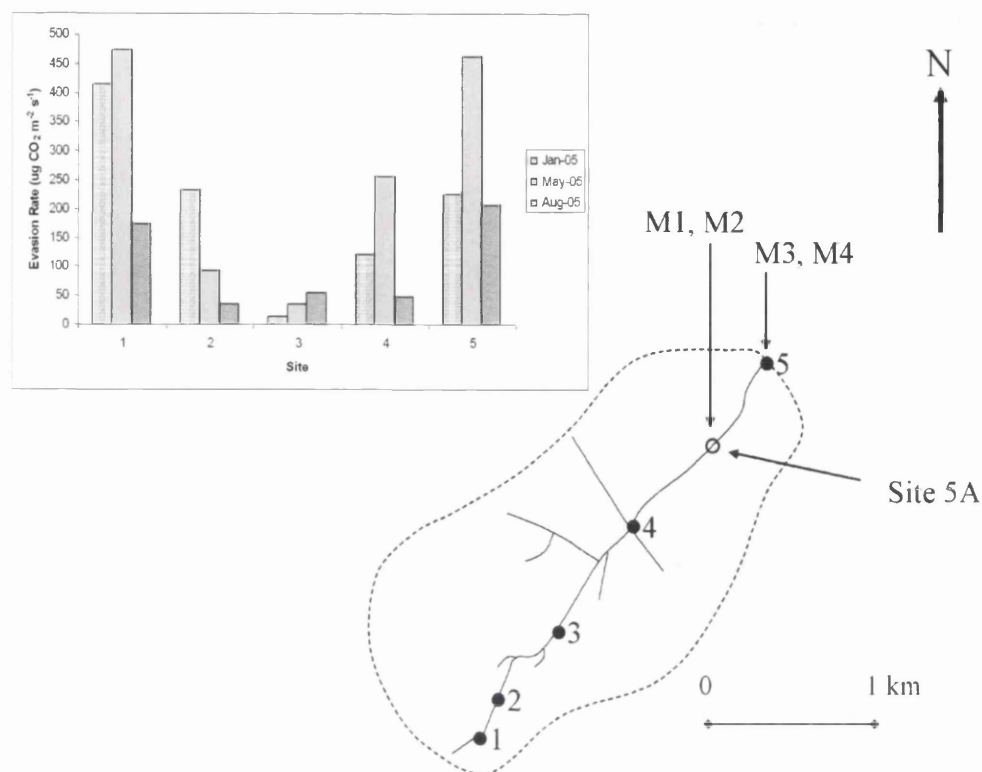 500
450
400
350
300
250
200
150
100
50
0
Evasion Rate (ug CO₂ m⁻² s⁻¹)
1 2 3 4 5
Site
Jan-05
May-05
Aug-05
N
M1, M2
M3, M4
5
Site 5A
4
3
2
1
0 1 km